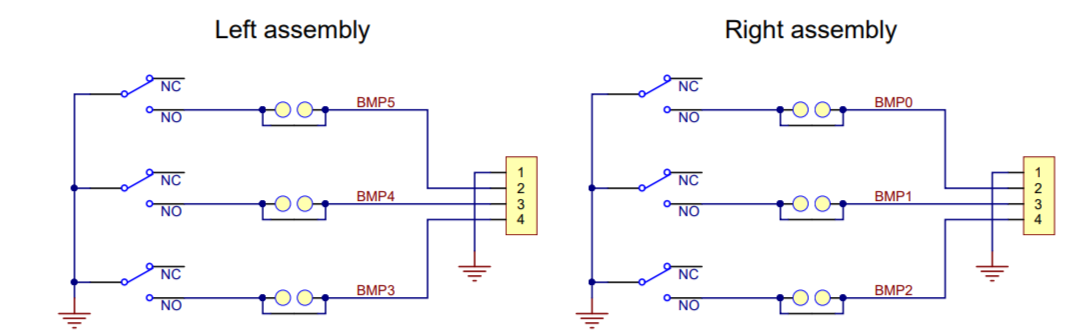 Left assembly
NC
NO
BMP5
NC
NO
BMP4
NC
NO
BMP3
1
2
3
4
Right assembly
NC
NO
BMP0
NC
NO
BMP1
NC
NO
BMP2
1
2
3
4